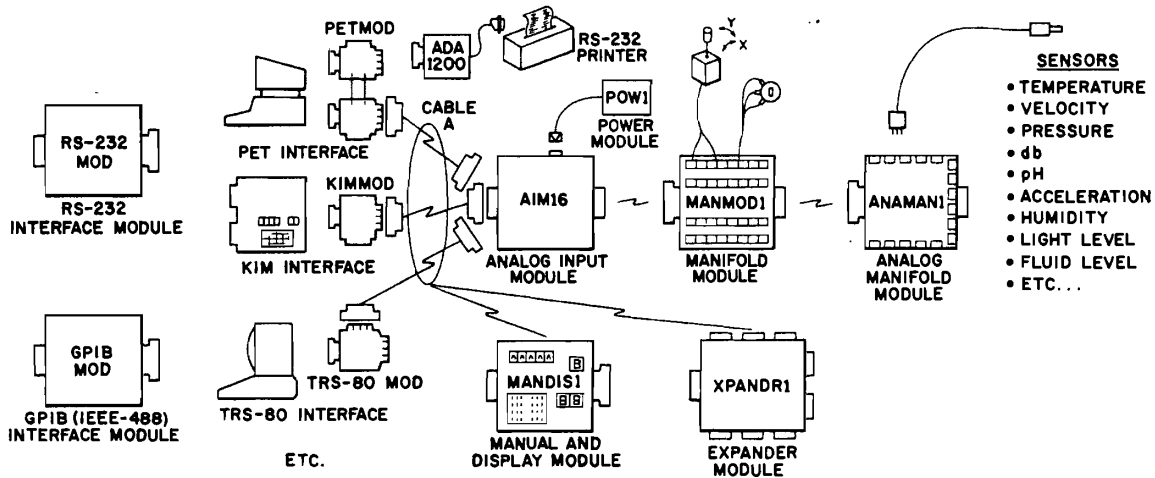 PETMOD
ADA
1200
RS-232
PRINTER
Y
X
SENSORS
• TEMPERATURE
• VELOCITY
• PRESSURE
• db
• pH
• ACCELERATION
• HUMIDITY
• LIGHT LEVEL
• FLUID LEVEL
• ETC...
CABLE
A
POW1
POWER
MODULE
PET INTERFACE
RS-232
MOD
RS-232
INTERFACE MODULE
KIMMOD
KIM INTERFACE
AIM16
ANALOG INPUT
MODULE
MANMOD1
MANIFOLD
MODULE
ANAMAN1
ANALOG
MANIFOLD
MODULE
GPIB
MOD
GPIB (IEEE-488)
INTERFACE MODULE
TRS-80 MOD
TRS-80 INTERFACE
ETC.
A A A A A
B
MANDIS1
B B
MANUAL AND
DISPLAY MODULE
XPANDR1
EXPANDER
MODULE